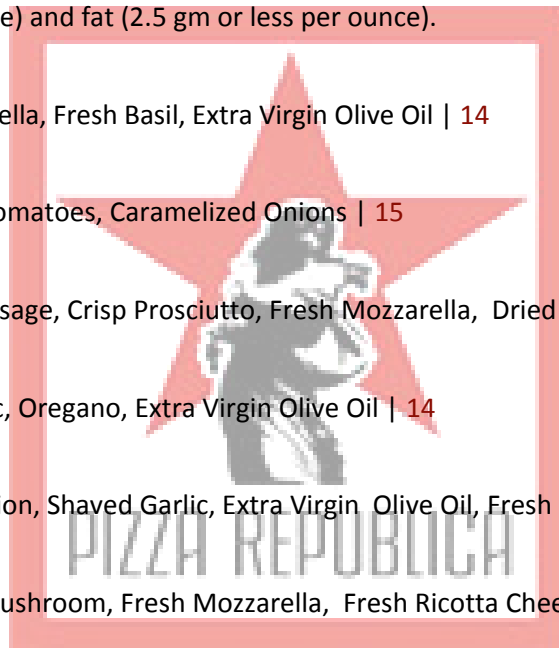 e) and fat (2.5 gm or less per ounce).
ella, Fresh Basil, Extra Virgin Olive Oil | 14
omatoes, Caramelized Onions | 15
sage, Crisp Prosciutto, Fresh Mozzarella, Dried
c, Oregano, Extra Virgin Olive Oil | 14
ion, Shaved Garlic, Extra Virgin Olive Oil, Fresh
PIZZA REPUBLICA
ushroom, Fresh Mozzarella, Fresh Ricotta Chee